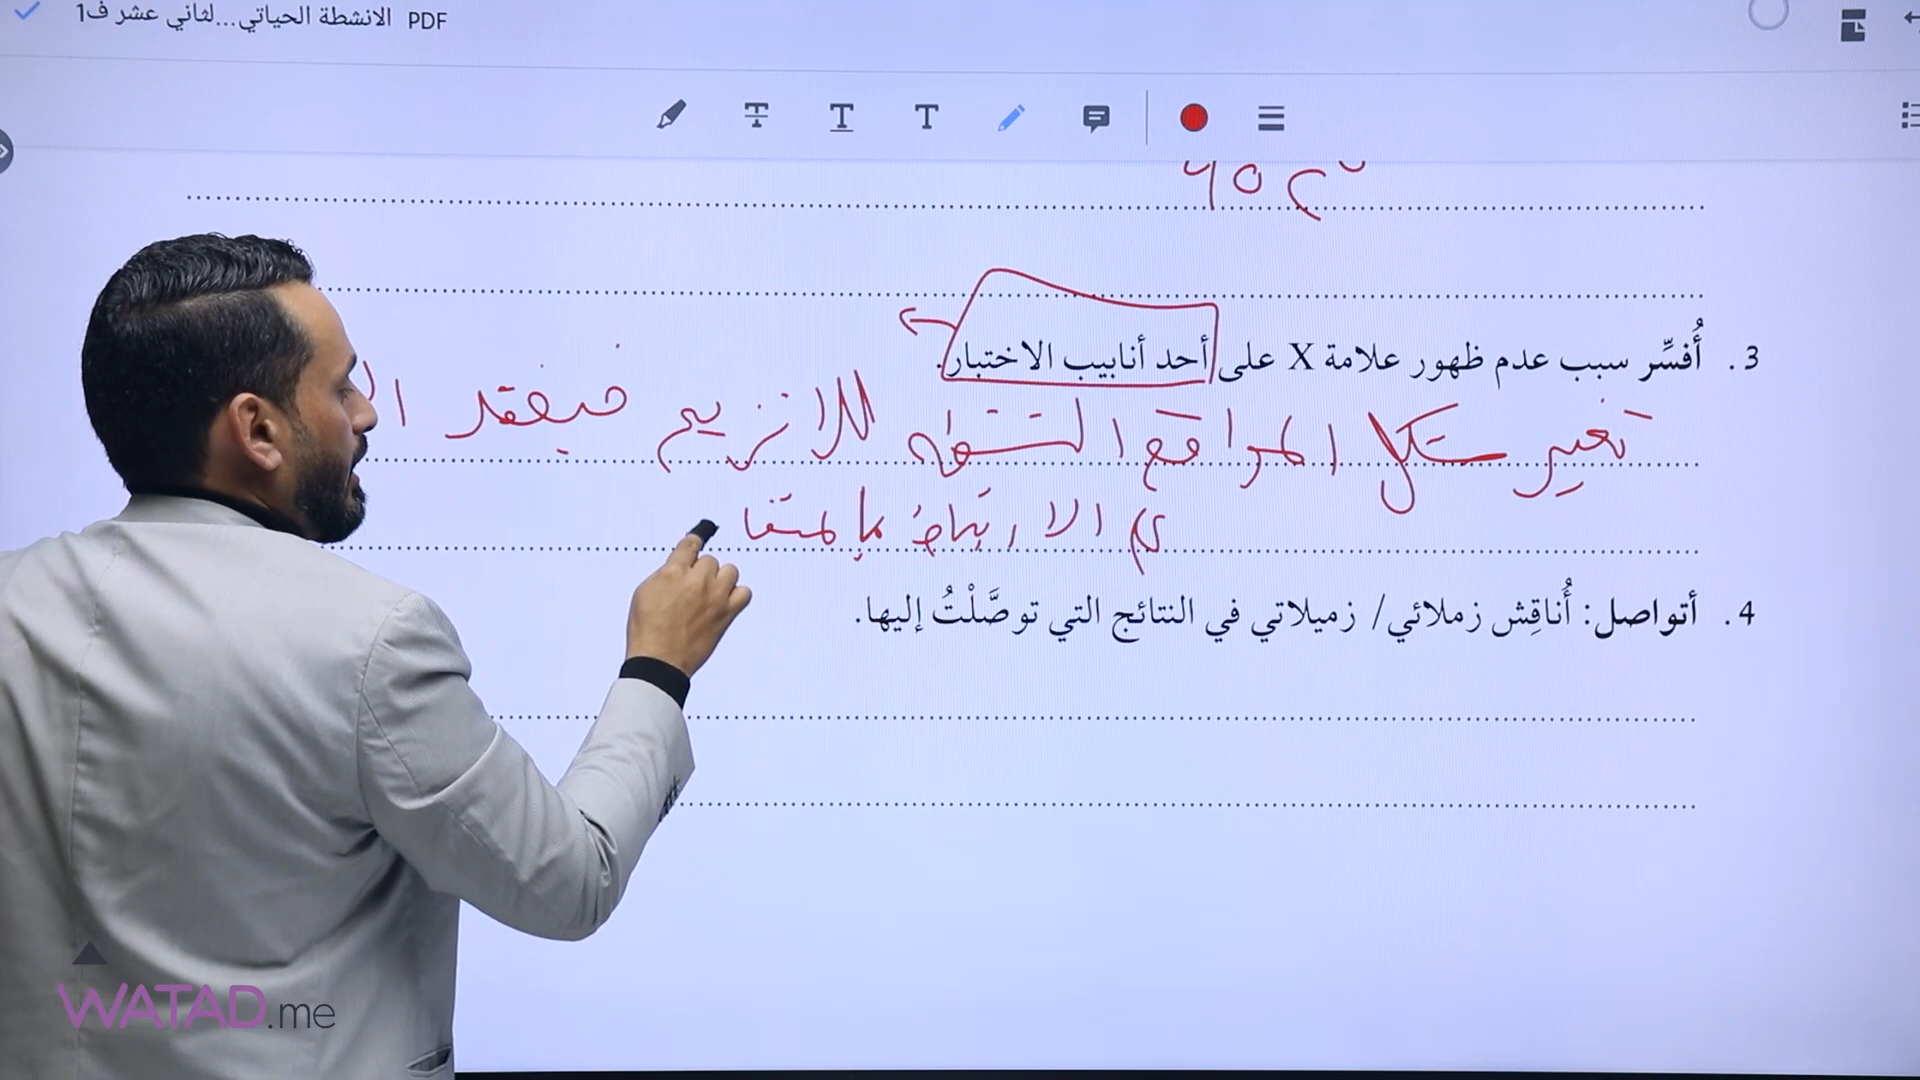 PDF الانشطة الحياتي...لثاني عشر ف1
٦٥ C°
3. أُفسِّر سبب عدم ظهور علامة X على أحد أنابيب الاختبار.
تغير شكل المواقع النشطة للانزيم فيفقد
الارتباط بالمتفا
4. أتواصل: أُناقِش زملائي/ زميلاتي في النتائج التي توصَّلْتُ إليها.
WATAD.me